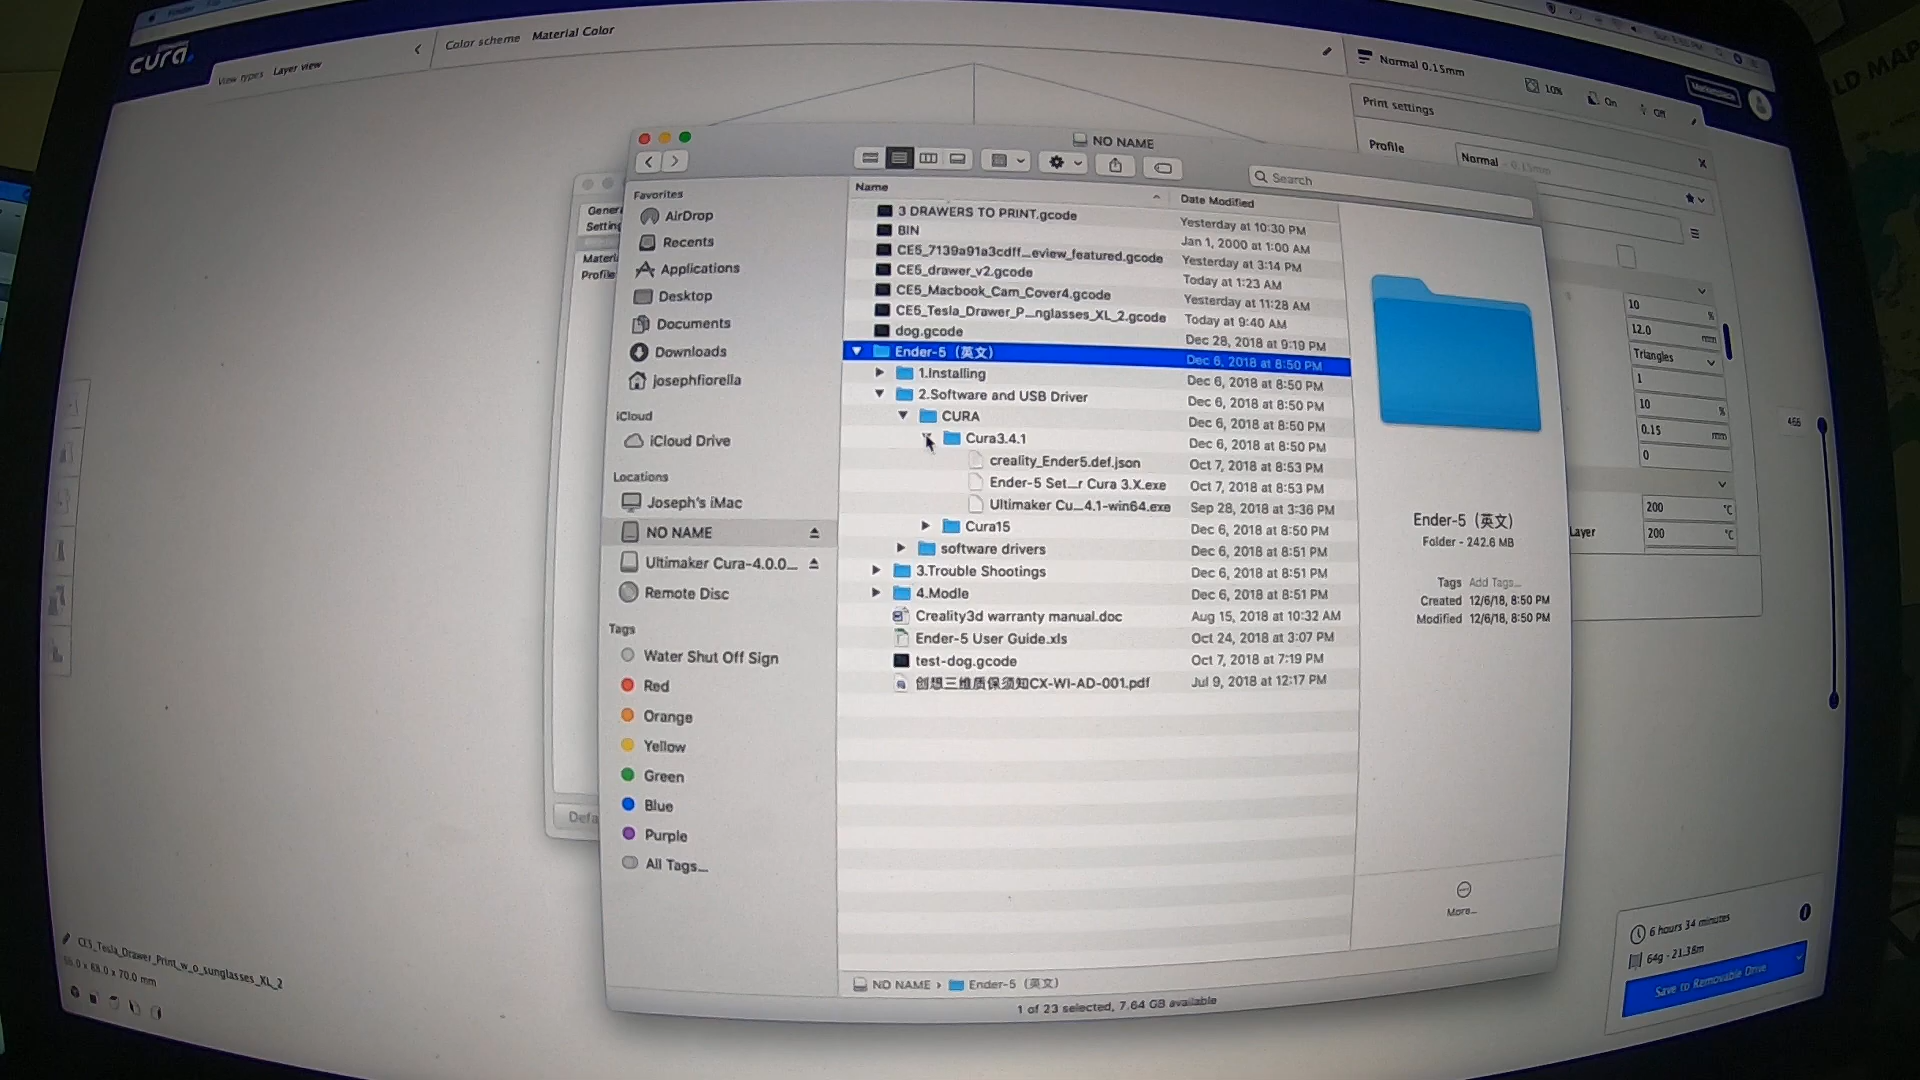 Finder
cura
View types Layer view
Color scheme Material Color
Normal 0.15mm
10%
On
Off
Marketplace
LD MAP
Print settings
Profile
Normal - 0.15mm
NO NAME
Search
Favorites
AirDrop
Recents
Applications
Desktop
Documents
Downloads
josephfiorella
iCloud
iCloud Drive
Locations
Joseph's iMac
NO NAME
Ultimaker Cura-4.0.0...
Remote Disc
Tags
Water Shut Off Sign
Red
Orange
Yellow
Green
Blue
Purple
All Tags...
Name Date Modified
3 DRAWERS TO PRINT.gcode Yesterday at 10:30 PM
BIN Jan 1, 2000 at 1:00 AM
CE5_7139a91a3cdff...eview_featured.gcode Yesterday at 3:14 PM
CE5_drawer_v2.gcode Today at 1:23 AM
CE5_Macbook_Cam_Cover4.gcode Yesterday at 11:28 AM
CE5_Tesla_Drawer_P...nglasses_XL_2.gcode Today at 9:40 AM
dog.gcode Dec 28, 2018 at 9:19 PM
Ender-5（英文） Dec 6, 2018 at 8:50 PM
1.Installing Dec 6, 2018 at 8:50 PM
2.Software and USB Driver Dec 6, 2018 at 8:50 PM
CURA Dec 6, 2018 at 8:50 PM
Cura3.4.1 Dec 6, 2018 at 8:50 PM
creality_Ender5.def.json Oct 7, 2018 at 8:53 PM
Ender-5 Set...r Cura 3.X.exe Oct 7, 2018 at 8:53 PM
Ultimaker Cu...4.1-win64.exe Sep 28, 2018 at 3:36 PM
Cura15 Dec 6, 2018 at 8:50 PM
software drivers Dec 6, 2018 at 8:51 PM
3.Trouble Shootings Dec 6, 2018 at 8:51 PM
4.Modle Dec 6, 2018 at 8:51 PM
Creality3d warranty manual.doc Aug 15, 2018 at 10:32 AM
Ender-5 User Guide.xls Oct 24, 2018 at 3:07 PM
test-dog.gcode Oct 7, 2018 at 7:19 PM
创想三维质保须知CX-WI-AD-001.pdf Jul 9, 2018 at 12:17 PM
Ender-5（英文）
Folder - 242.6 MB
Tags Add Tags...
Created 12/6/18, 8:50 PM
Modified 12/6/18, 8:50 PM
More...
NO NAME › Ender-5（英文）
1 of 23 selected, 7.64 GB available
10 %
12.0 mm
Triangles
1
10 %
0.15 mm
0
200 °C
Layer 200 °C
6 hours 34 minutes
64g - 21.38m
Save to Removable Drive
CE5_Tesla_Drawer_Print_w_o_sunglasses_XL_2